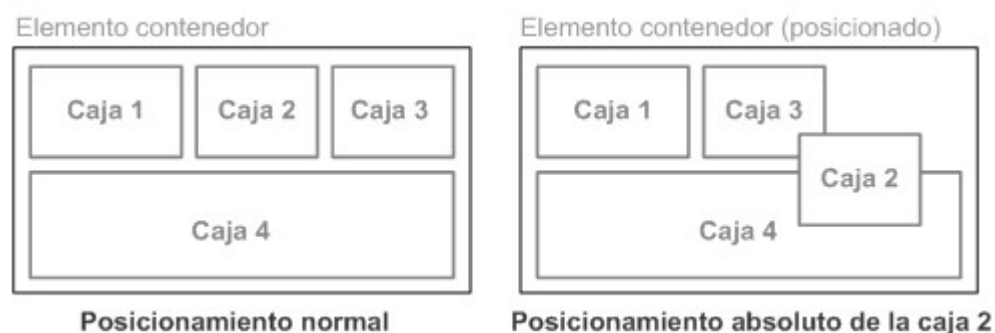 Elemento contenedor
Caja 1 Caja 2 Caja 3
Caja 4
Posicionamiento normal
Elemento contenedor (posicionado)
Caja 1 Caja 3
Caja 2
Caja 4
Posicionamiento absoluto de la caja 2